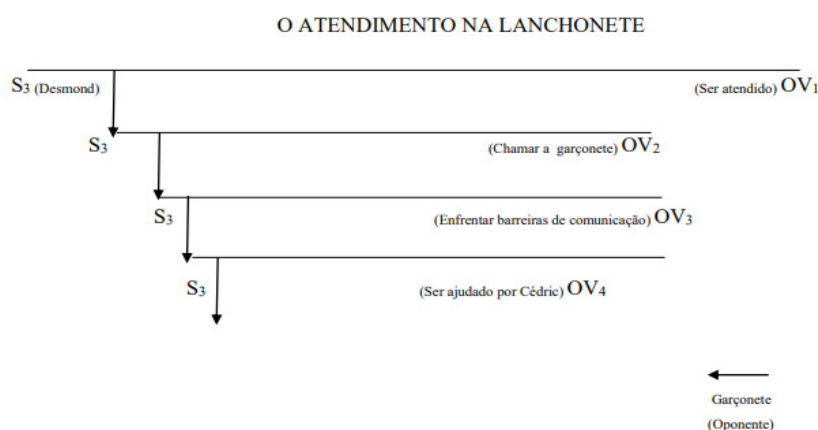 O ATENDIMENTO NA LANCHONETE
S3 (Desmond) (Ser atendido) OV1
S3 (Chamar a garçonete) OV2
S3 (Enfrentar barreiras de comunicação) OV3
S3 (Ser ajudado por Cédric) OV4
Garçonete
(Oponente)